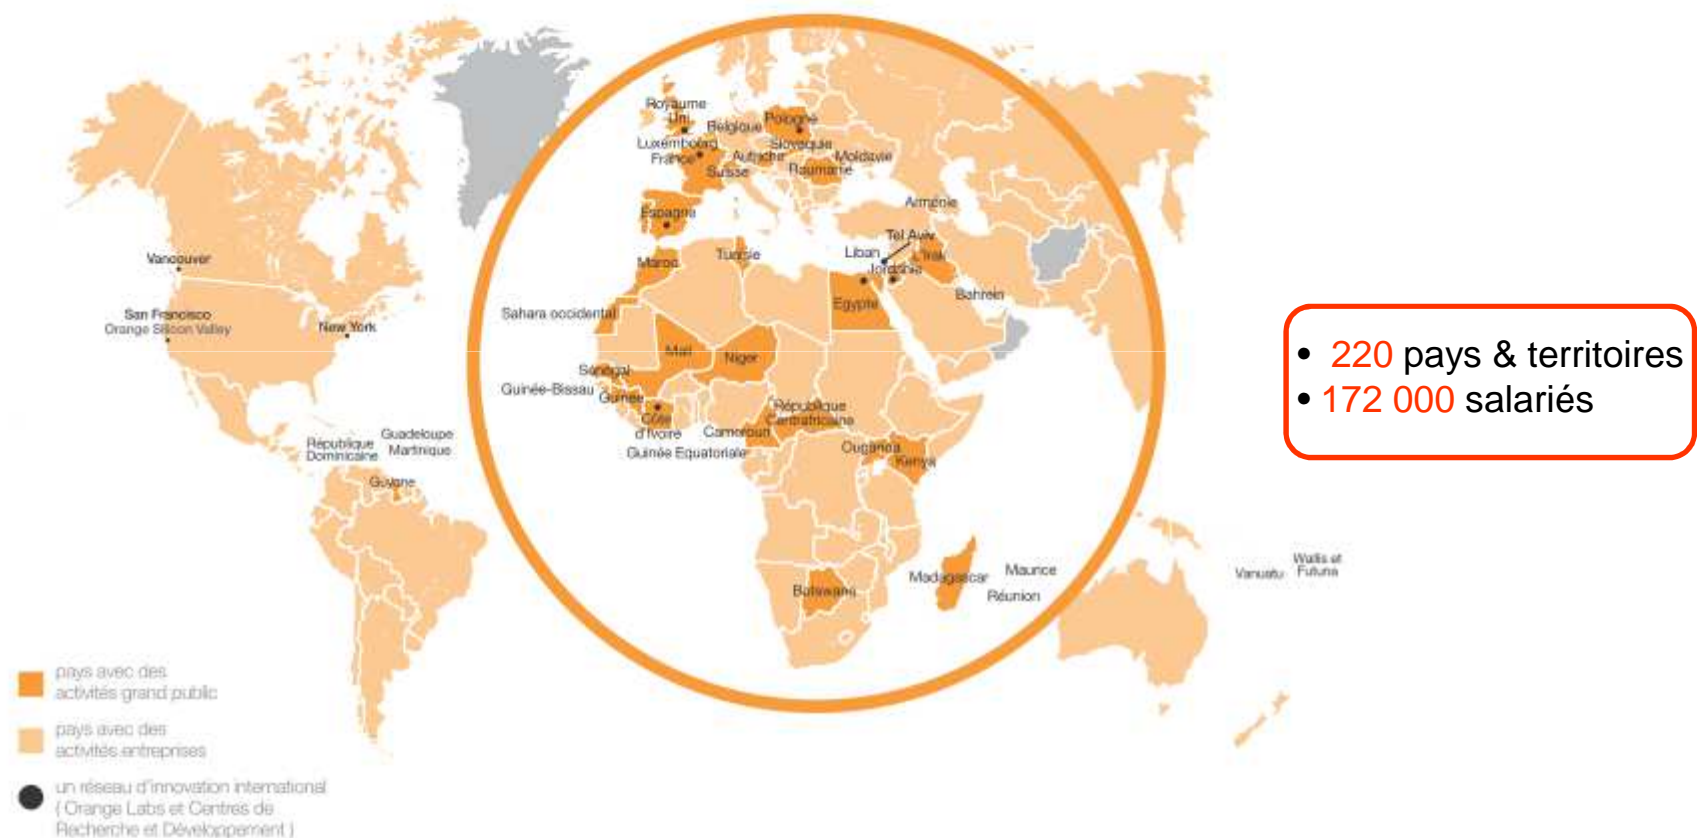 Royaume
Uni
Belgique
Pologne
Luxembourg
Slovaquie
France
Autriche
Moldavie
Suisse
Roumanie
Espagne
Arménie
Tel Aviv
Vancouver
Maroc
Tunisie
Liban
L'Irak
Jordanie
Bahrein
Egypte
San Francisco
Orange Silicon Valley
New York
Sahara occidental
Mali
Niger
Sénégal
Guinée-Bissau
Guinée
Côte
d'Ivoire
République
Centrafricaine
Cameroun
Guinée Equatoriale
Ouganda
Kenya
République
Dominicaine
Guadeloupe
Martinique
Guyane
Botswana
Madagascar
Maurice
Réunion
Vanuatu
Wallis et
Futuna
• 220 pays & territoires
• 172 000 salariés
pays avec des
activités grand public
pays avec des
activités entreprises
un réseau d'innovation international
( Orange Labs et Centres de
Recherche et Développement )